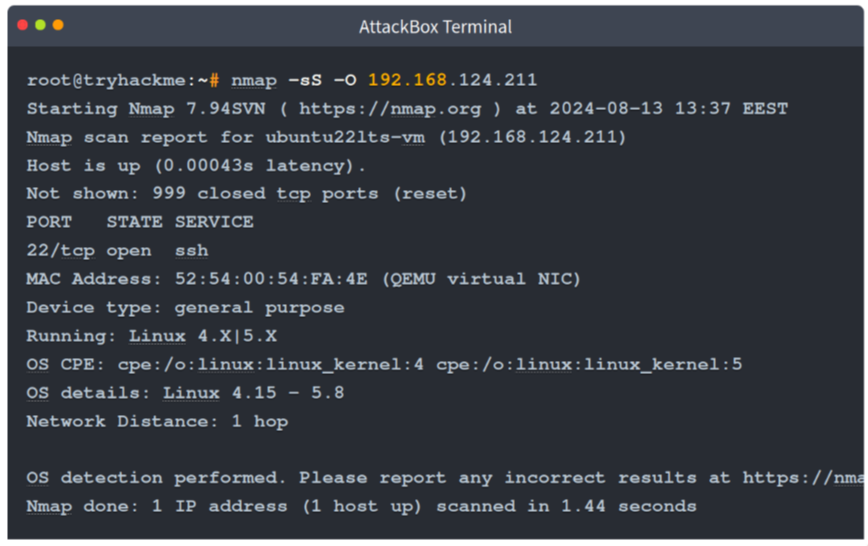 AttackBox Terminal
root@tryhackme:~# nmap -sS -O 192.168.124.211
Starting Nmap 7.94SVN ( https://nmap.org ) at 2024-08-13 13:37 EEST
Nmap scan report for ubuntu22lts-vm (192.168.124.211)
Host is up (0.00043s latency).
Not shown: 999 closed tcp ports (reset)
PORT   STATE SERVICE
22/tcp open  ssh
MAC Address: 52:54:00:54:FA:4E (QEMU virtual NIC)
Device type: general purpose
Running: Linux 4.X|5.X
OS CPE: cpe:/o:linux:linux_kernel:4 cpe:/o:linux:linux_kernel:5
OS details: Linux 4.15 - 5.8
Network Distance: 1 hop
OS detection performed. Please report any incorrect results at https://nma
Nmap done: 1 IP address (1 host up) scanned in 1.44 seconds